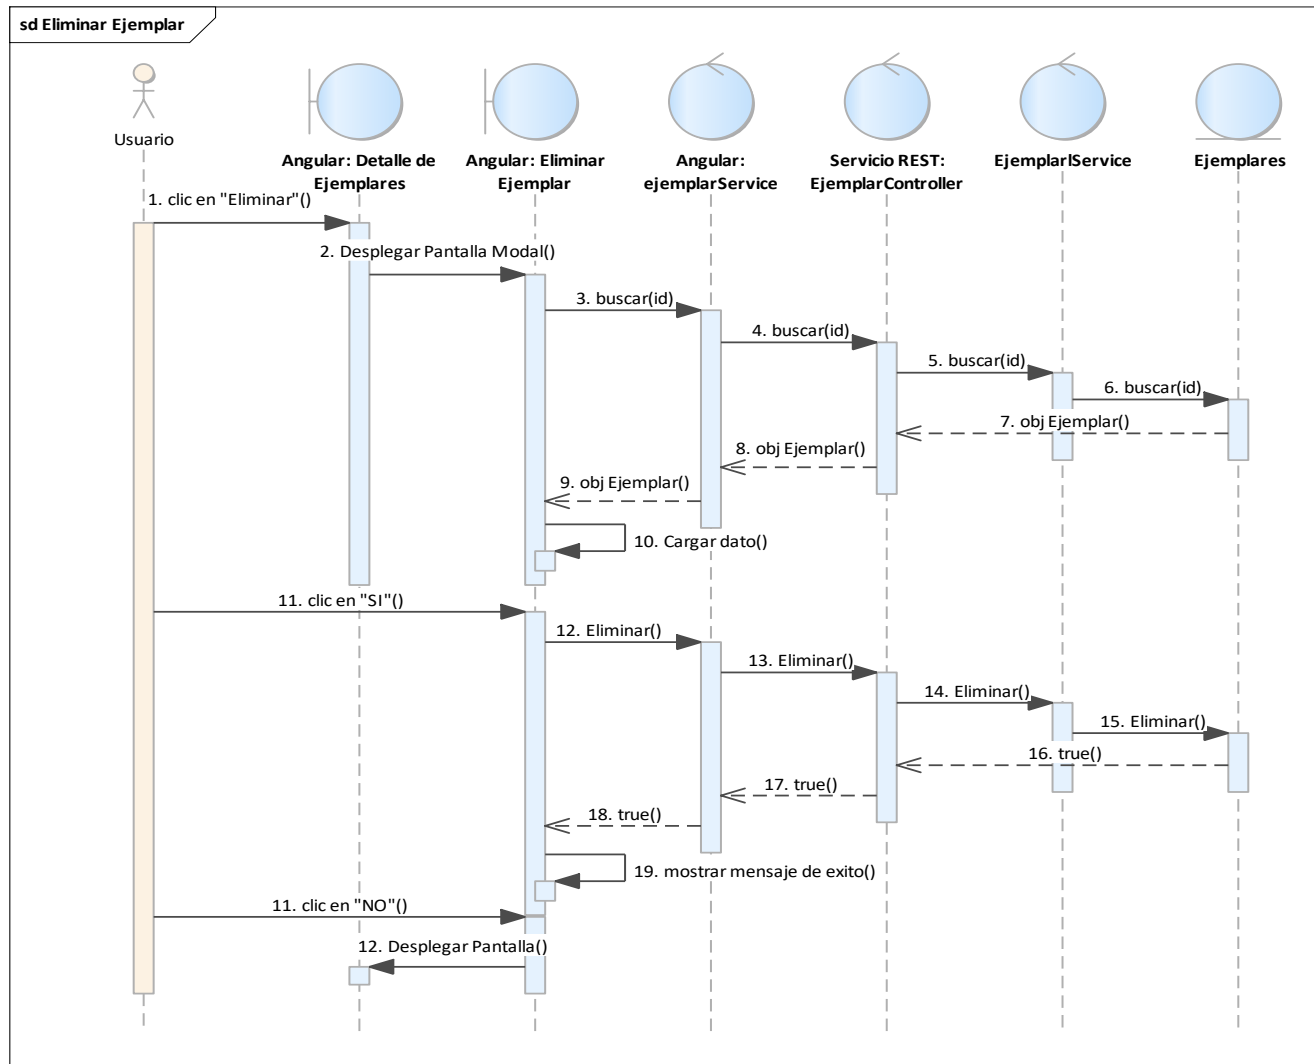 sd Eliminar Ejemplar
Usuario
Angular: Detalle de
Ejemplares
Angular: Eliminar
Ejemplar
Angular:
ejemplarService
Servicio REST:
EjemplarController
EjemplarIService
Ejemplares
1. clic en "Eliminar"()
2. Desplegar Pantalla Modal()
3. buscar(id)
4. buscar(id)
5. buscar(id)
6. buscar(id)
7. obj Ejemplar()
8. obj Ejemplar()
9. obj Ejemplar()
10. Cargar dato()
11. clic en "SI"()
12. Eliminar()
13. Eliminar()
14. Eliminar()
15. Eliminar()
16. true()
17. true()
18. true()
19. mostrar mensaje de exito()
11. clic en "NO"()
12. Desplegar Pantalla()